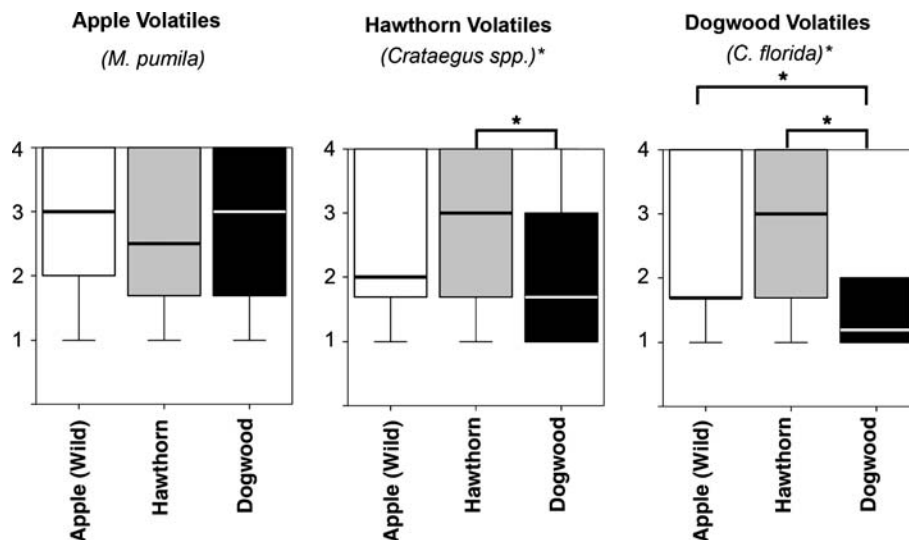 Apple Volatiles
(M. pumila)
Hawthorn Volatiles
(Crataegus spp.)*
Dogwood Volatiles
(C. florida)*
*
*
*
4
3
2
1
Apple (Wild)
Hawthorn
Dogwood
4
3
2
1
Apple (Wild)
Hawthorn
Dogwood
4
3
2
1
Apple (Wild)
Hawthorn
Dogwood